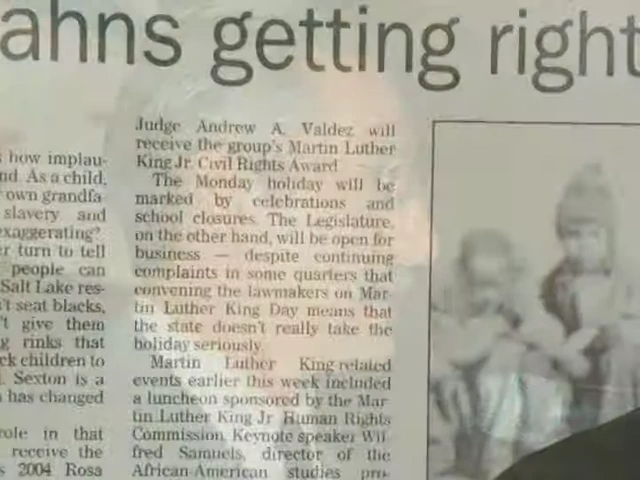 ahns getting right
s how implau-
nd. As a child,
r own grandfa-
slavery and
exaggerating?
er turn to tell
people can
Salt Lake res-
't seat blacks,
't give them
g rinks that
ck children to
l. Sexton is a
n has changed
role in that
receive the
s 2004 Rosa
Judge Andrew A. Valdez will
receive the group's Martin Luther
King Jr. Civil Rights Award
The Monday holiday will be
marked by celebrations and
school closures. The Legislature,
on the other hand, will be open for
business — despite continuing
complaints in some quarters that
convening the lawmakers on Mar-
tin Luther King Day means that
the state doesn't really take the
holiday seriously.
Martin Luther King-related
events earlier this week included
a luncheon sponsored by the Mar-
tin Luther King Jr Human Rights
Commission. Keynote speaker Wil-
fred Samuels, director of the
African-American studies pro-